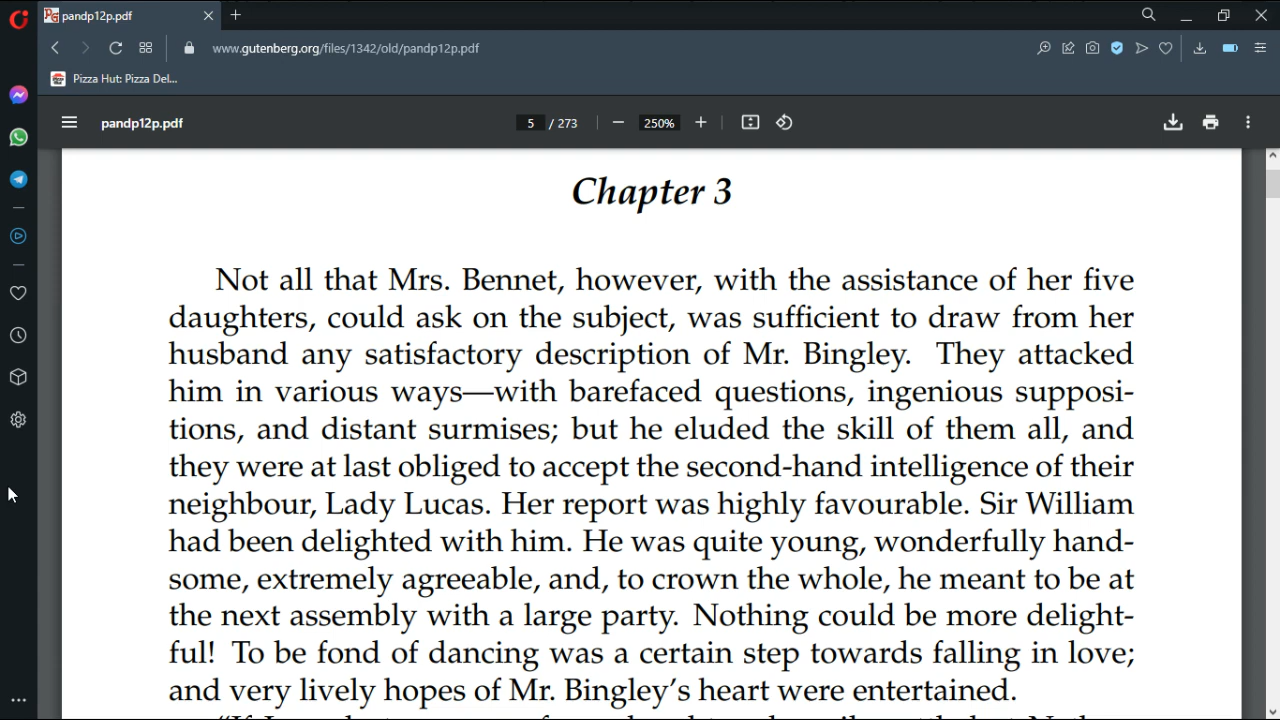 pandp12p.pdf
www.gutenberg.org/files/1342/old/pandp12p.pdf
Pizza Hut: Pizza Del...
pandp12p.pdf
5 / 273
250%
Chapter 3
Not all that Mrs. Bennet, however, with the assistance of her five
daughters, could ask on the subject, was sufficient to draw from her
husband any satisfactory description of Mr. Bingley. They attacked
him in various ways—with barefaced questions, ingenious supposi-
tions, and distant surmises; but he eluded the skill of them all, and
they were at last obliged to accept the second-hand intelligence of their
neighbour, Lady Lucas. Her report was highly favourable. Sir William
had been delighted with him. He was quite young, wonderfully hand-
some, extremely agreeable, and, to crown the whole, he meant to be at
the next assembly with a large party. Nothing could be more delight-
ful! To be fond of dancing was a certain step towards falling in love;
and very lively hopes of Mr. Bingley's heart were entertained.